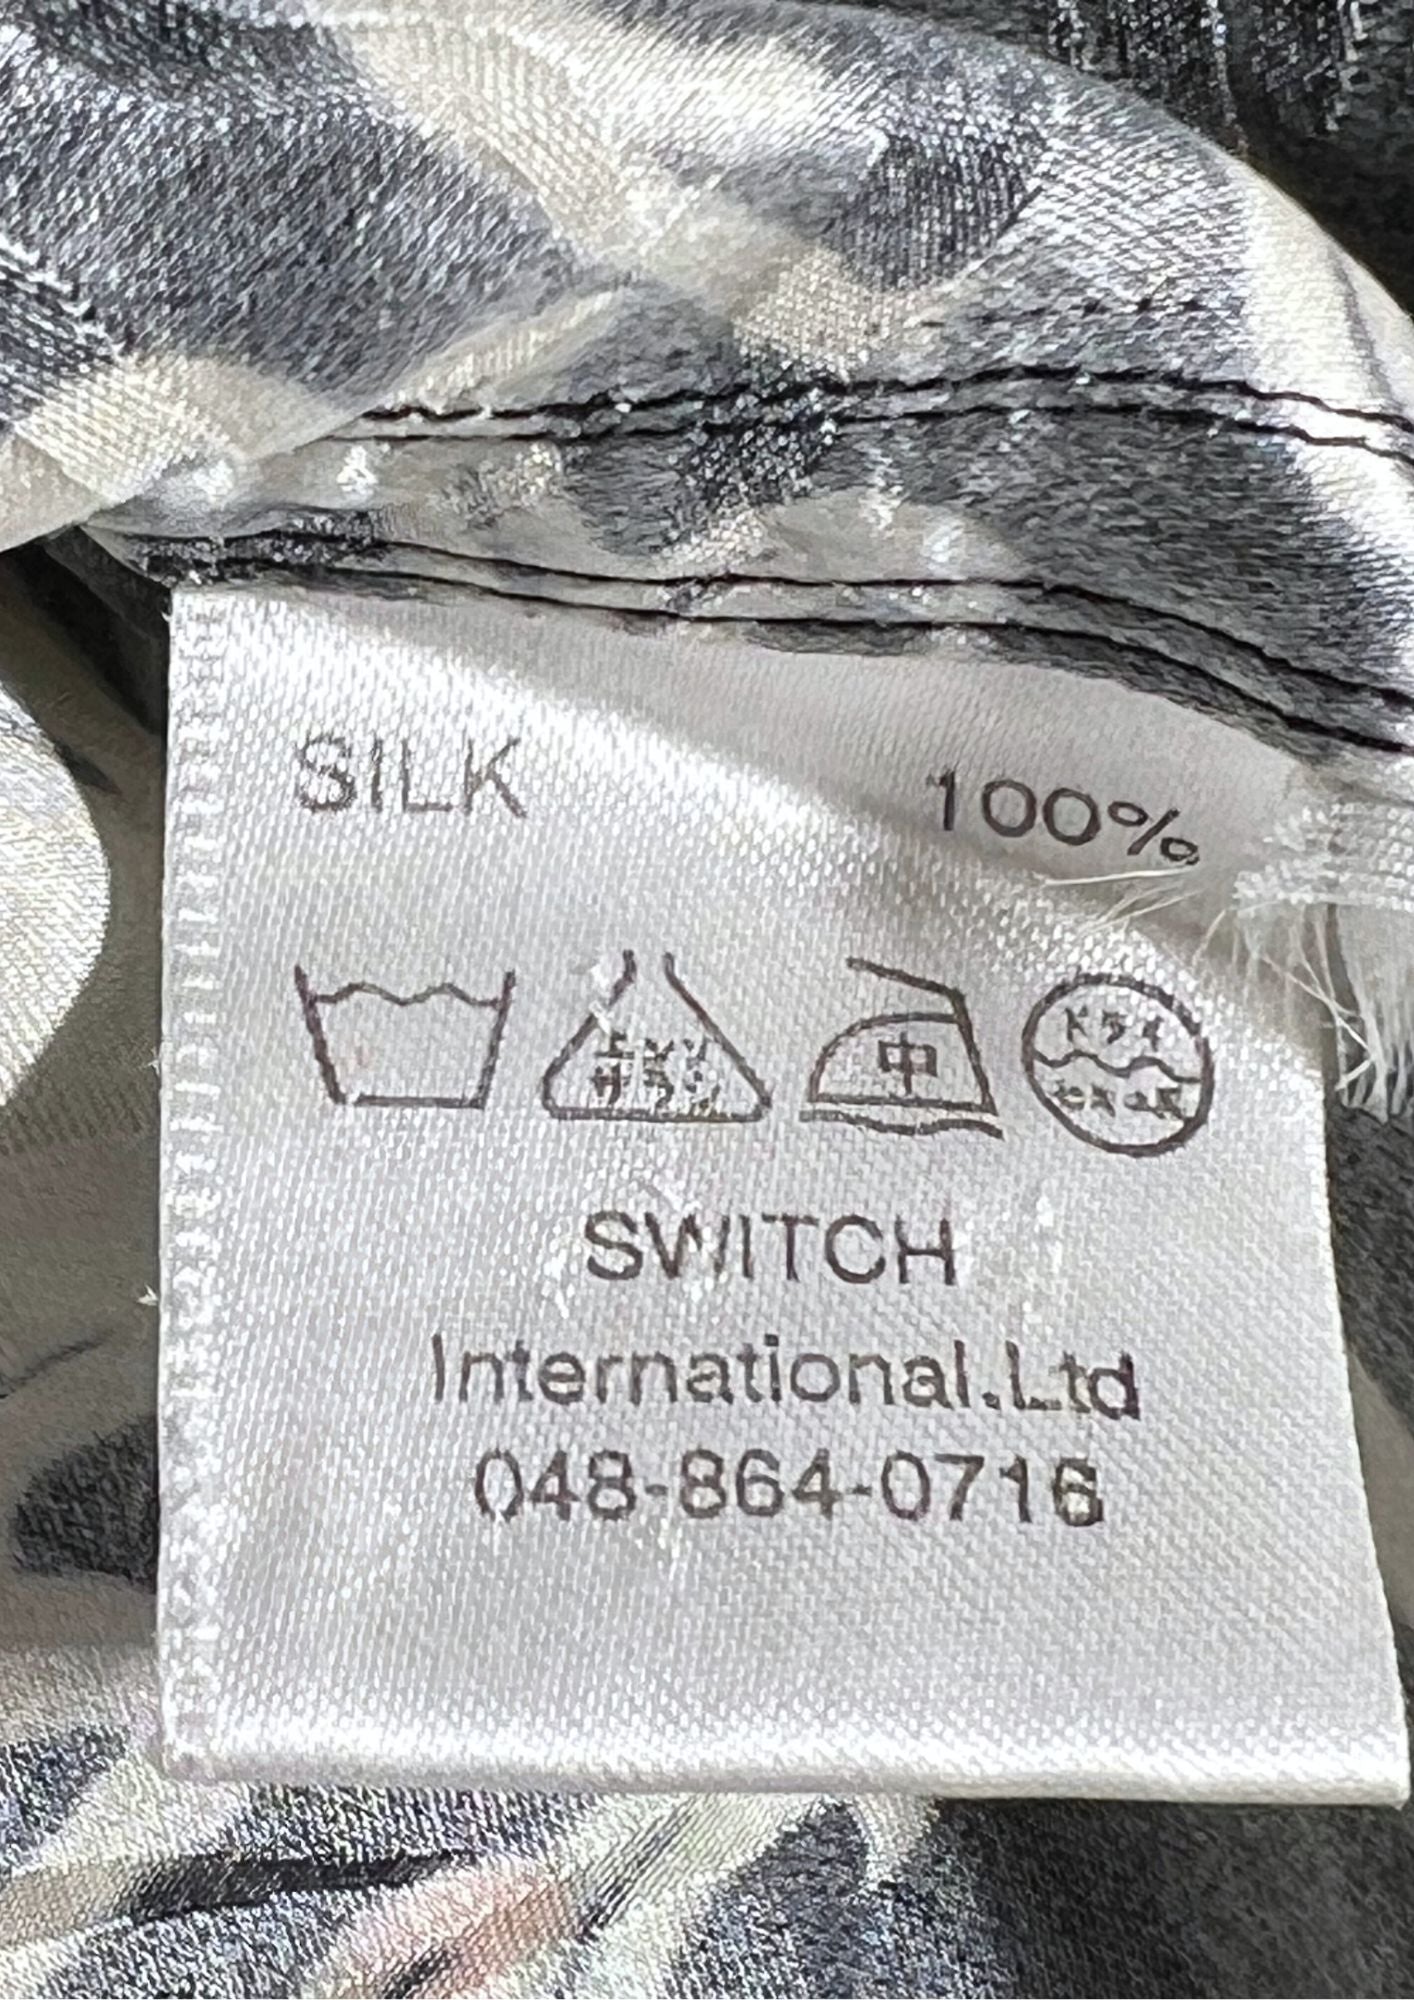 SILK 100%
中 ドライ
SWITCH
International.Ltd
048-864-0716